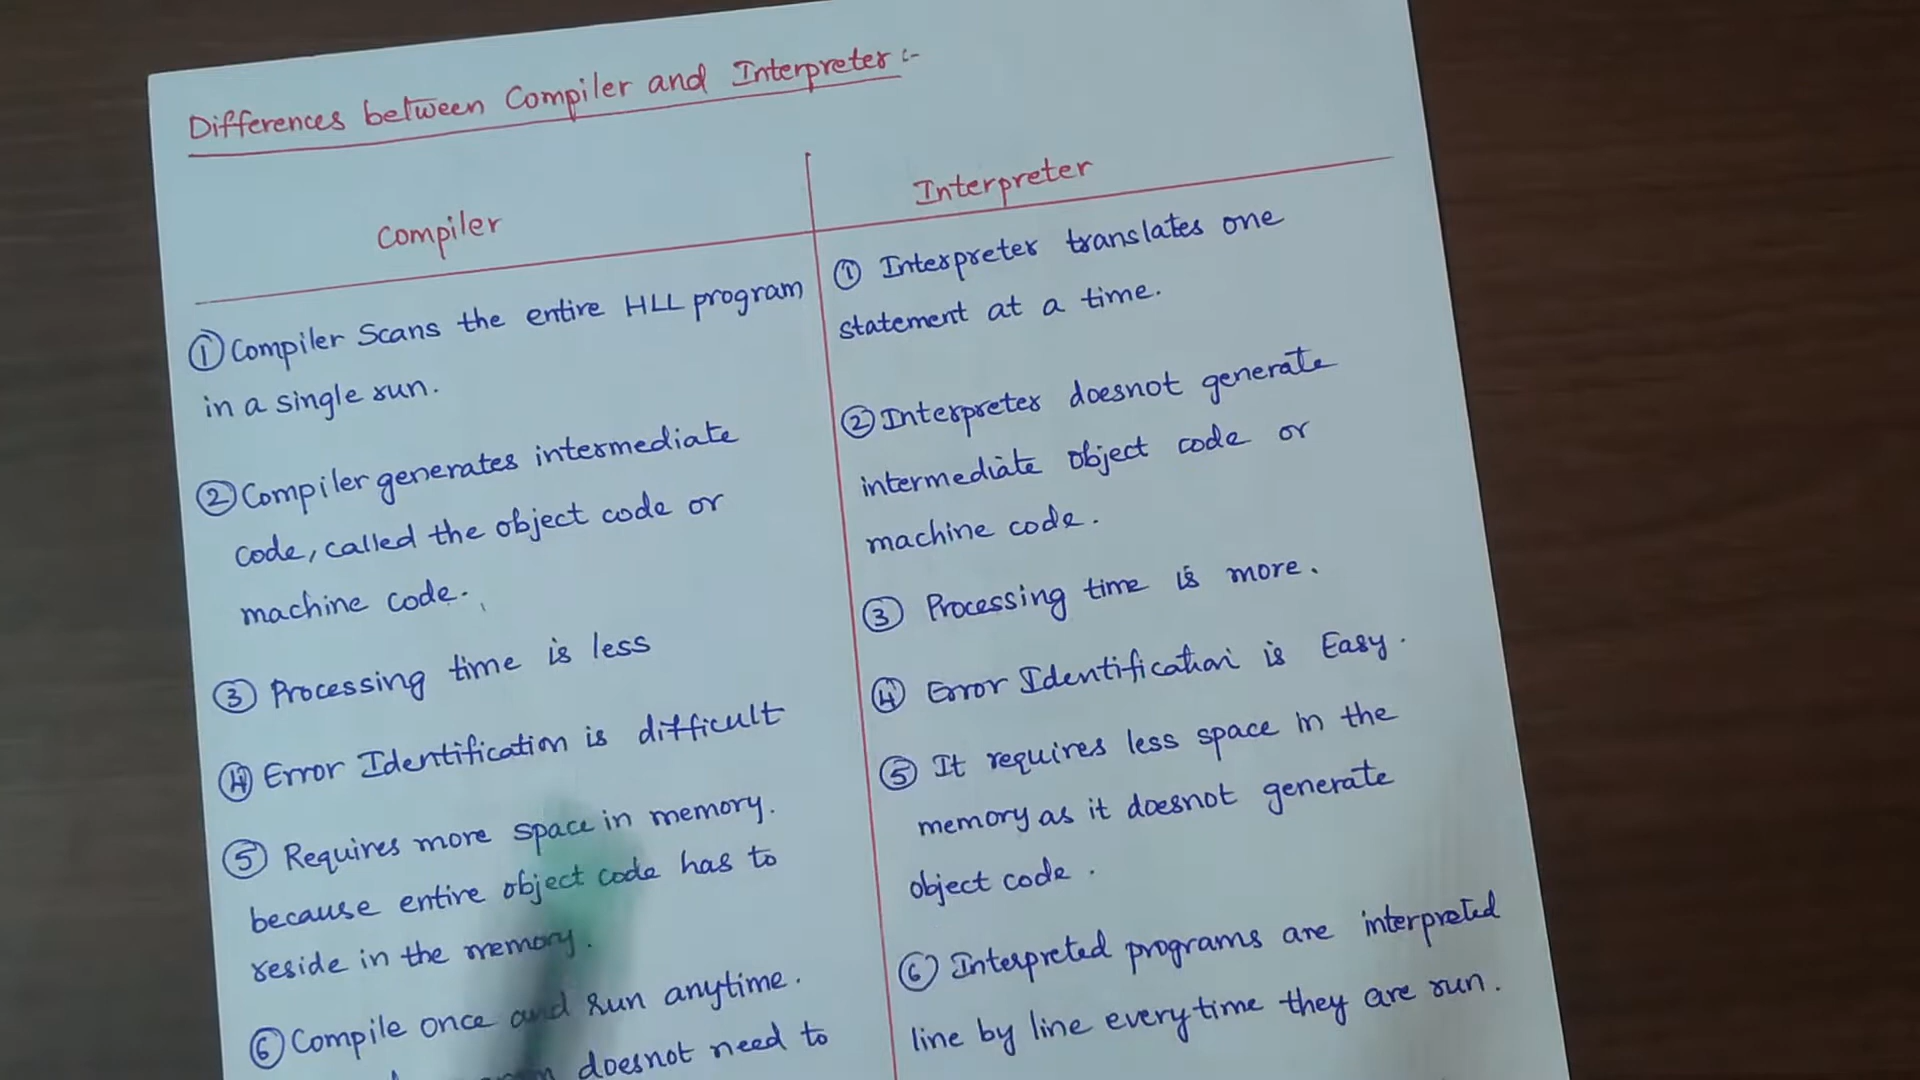 Differences between Compiler and Interpreter :-
Compiler
① Compiler Scans the entire HLL program
in a single run.
② Compiler generates intermediate
code, called the object code or
machine code.
③ Processing time is less
④ Error Identification is difficult
⑤ Requires more space in memory.
because entire object code has to
reside in the memory.
⑥ Compile once and run anytime.
doesnot need to
Interpreter
① Interpreter translates one
statement at a time.
② Interpreter doesnot generate
intermediate object code or
machine code.
③ Processing time is more.
④ Error Identification is Easy.
⑤ It requires less space in the
memory as it doesnot generate
object code.
⑥ Interpreted programs are interpreted
line by line everytime they are run.